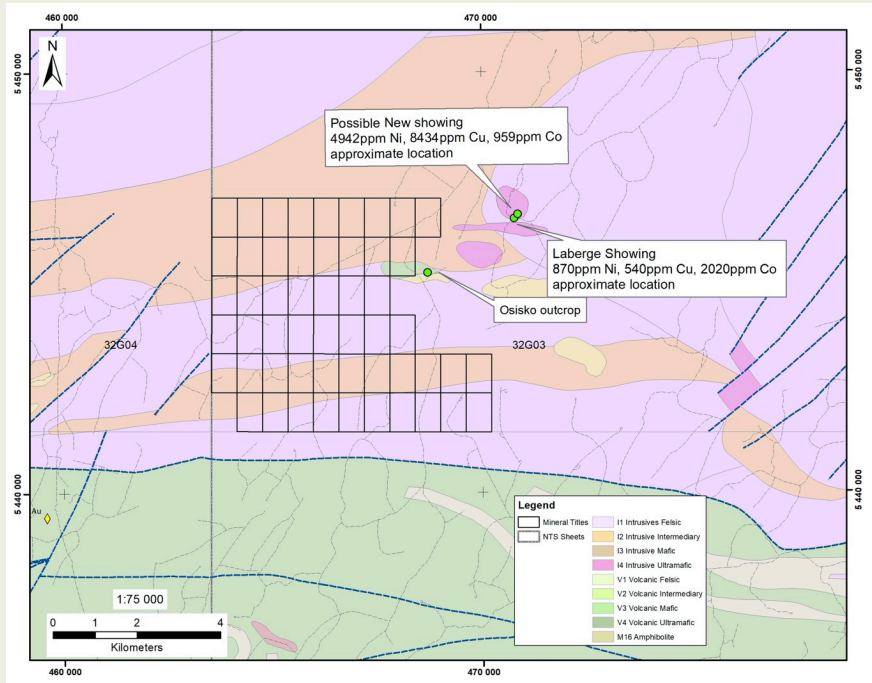 460 000
470 000
N
5 450 000
5 450 000
Possible New showing
4942ppm Ni, 8434ppm Cu, 959ppm Co
approximate location
Laberge Showing
870ppm Ni, 540ppm Cu, 2020ppm Co
approximate location
Osisko outcrop
32G04
32G03
5 440 000
5 440 000
Au
1:75 000
0 1 2 4
Kilometers
Legend
Mineral Titles
NTS Sheets
I1 Intrusives Felsic
I2 Intrusive Intermediary
I3 Intrusive Mafic
I4 Intrusive Ultramafic
V1 Volcanic Felsic
V2 Volcanic Intermediary
V3 Volcanic Mafic
V4 Volcanic Ultramafic
M16 Amphibolite
460 000
470 000